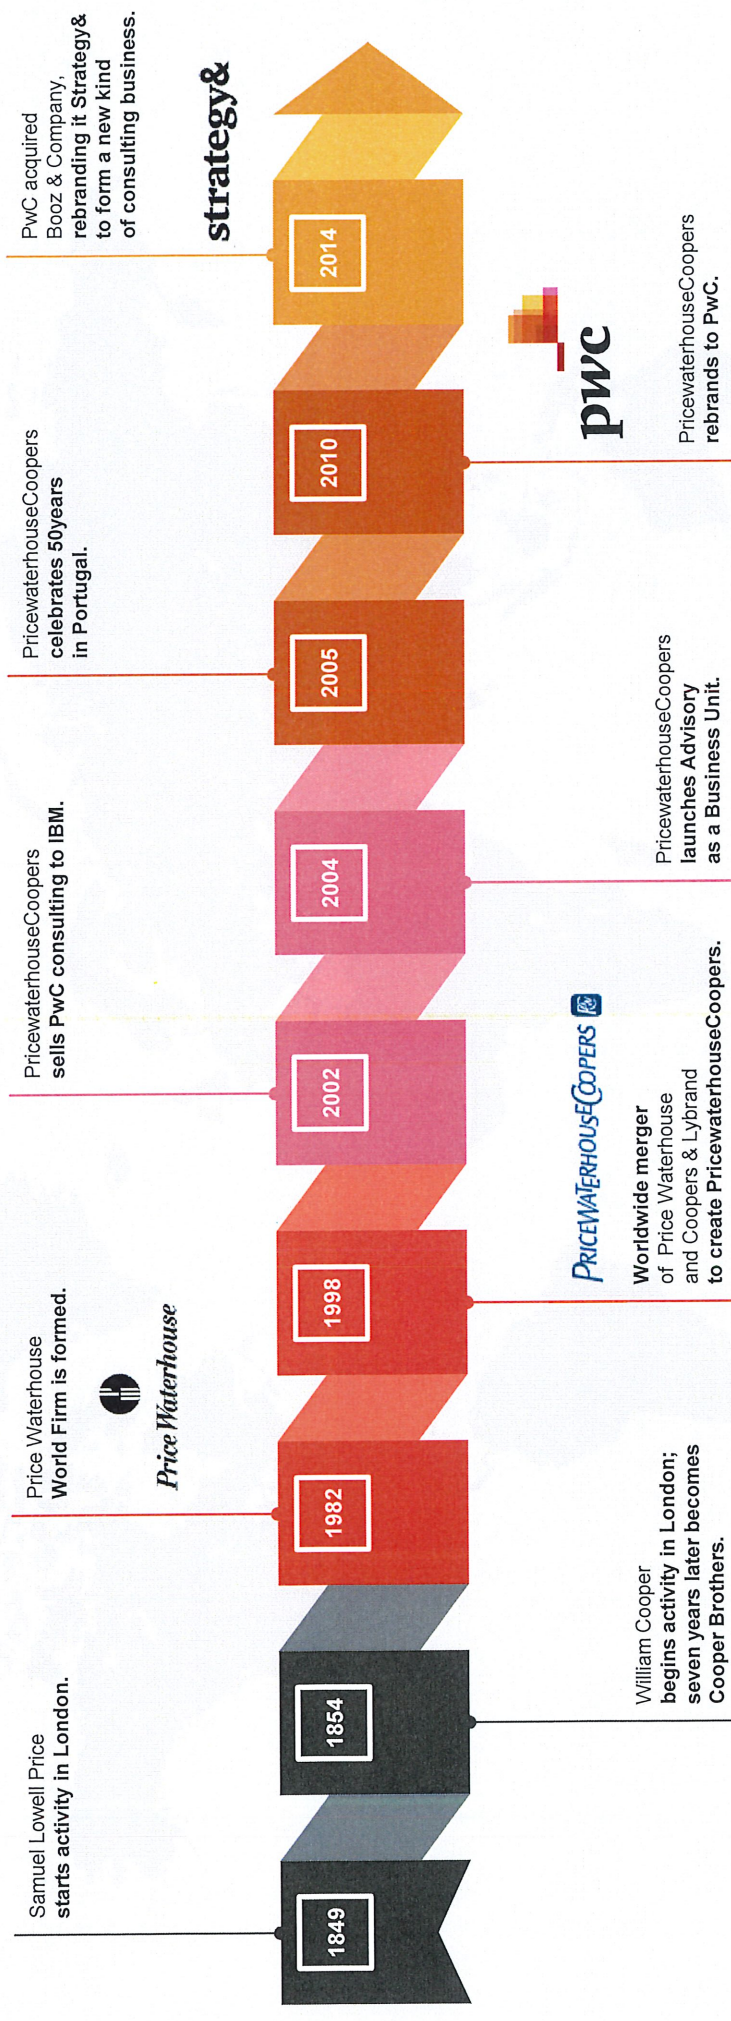 1849
Samuel Lowell Price
starts activity in London.
1854
William Cooper
begins activity in London;
seven years later becomes
Cooper Brothers.
1982
Price Waterhouse
World Firm is formed.
Price Waterhouse
1998
PRICEWATERHOUSECOOPERS
Worldwide merger
of Price Waterhouse
and Coopers & Lybrand
to create PricewaterhouseCoopers.
2002
PricewaterhouseCoopers
sells PwC consulting to IBM.
2004
PricewaterhouseCoopers
launches Advisory
as a Business Unit.
2005
PricewaterhouseCoopers
celebrates 50years
in Portugal.
2010
pwc
PricewaterhouseCoopers
rebrands to PwC.
2014
PwC acquired
Booz & Company,
rebranding it Strategy&
to form a new kind
of consulting business.
strategy&